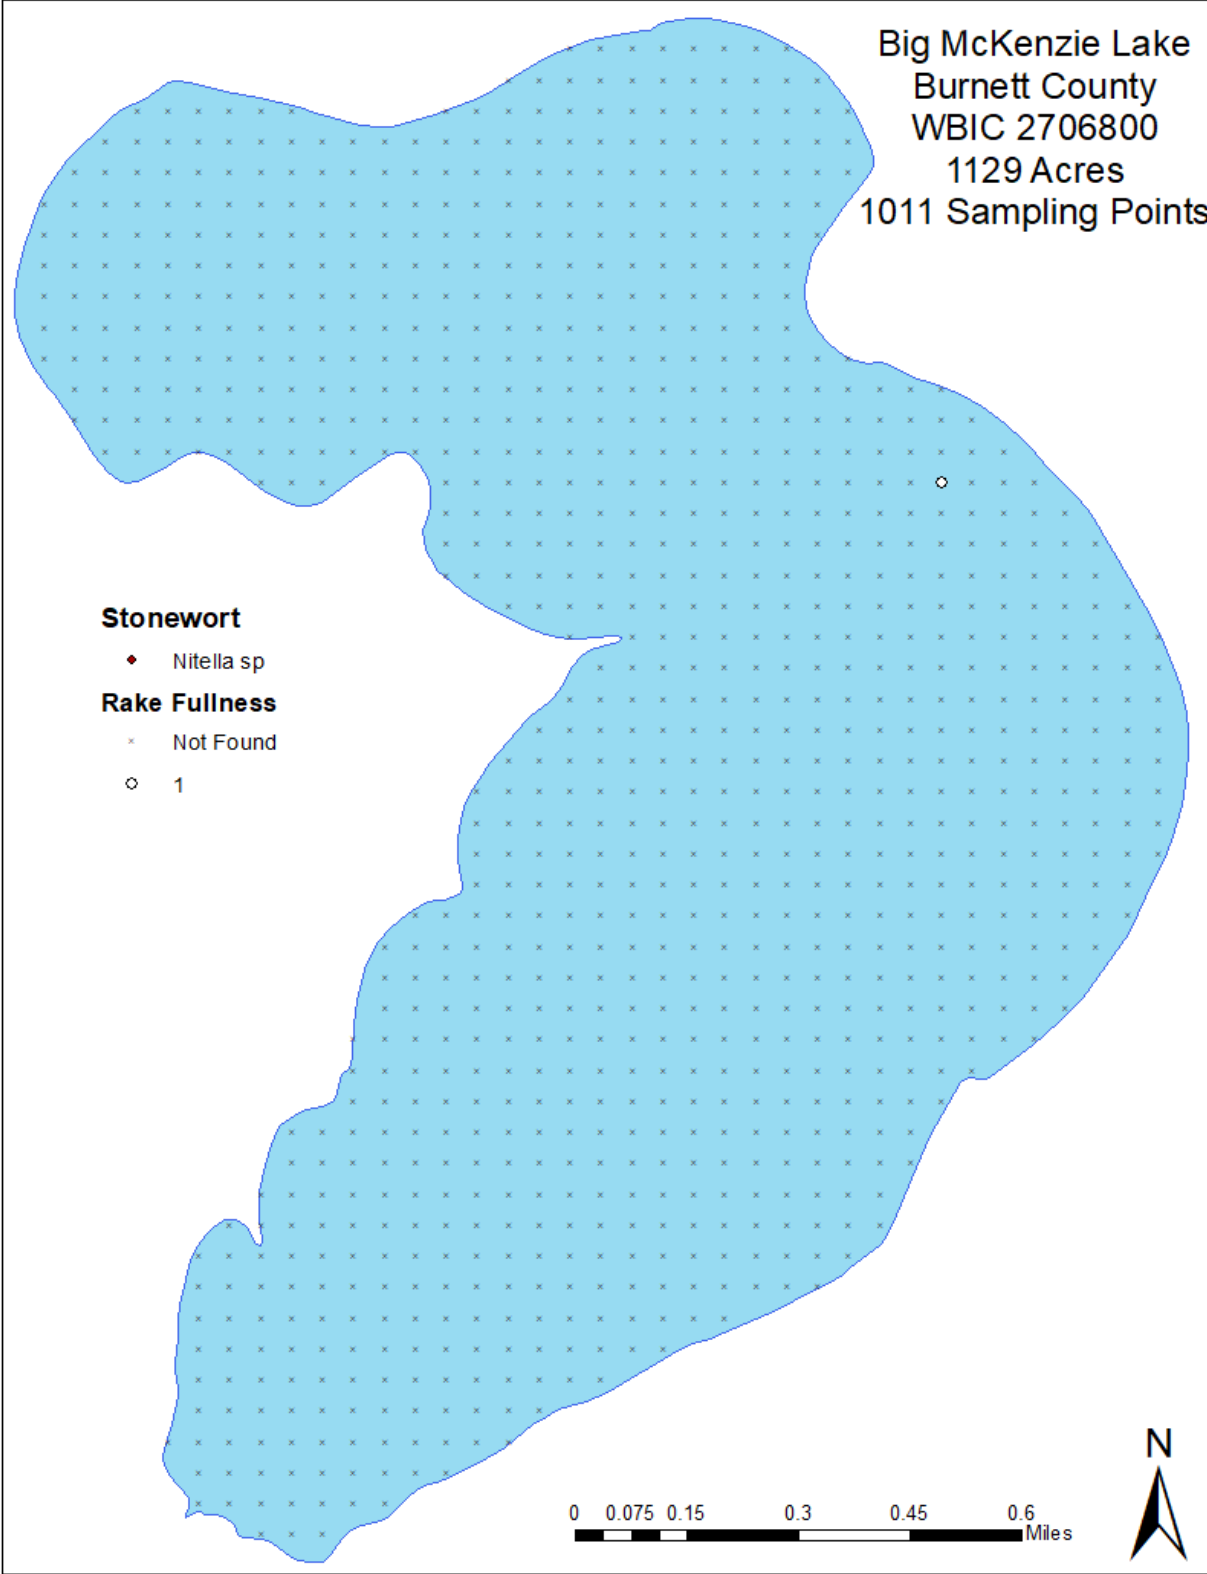 Big McKenzie Lake
Burnett County
WBIC 2706800
1129 Acres
1011 Sampling Points
Stonewort
Nitella sp
Rake Fullness
Not Found
1
N
0 0.075 0.15 0.3 0.45 0.6
Miles